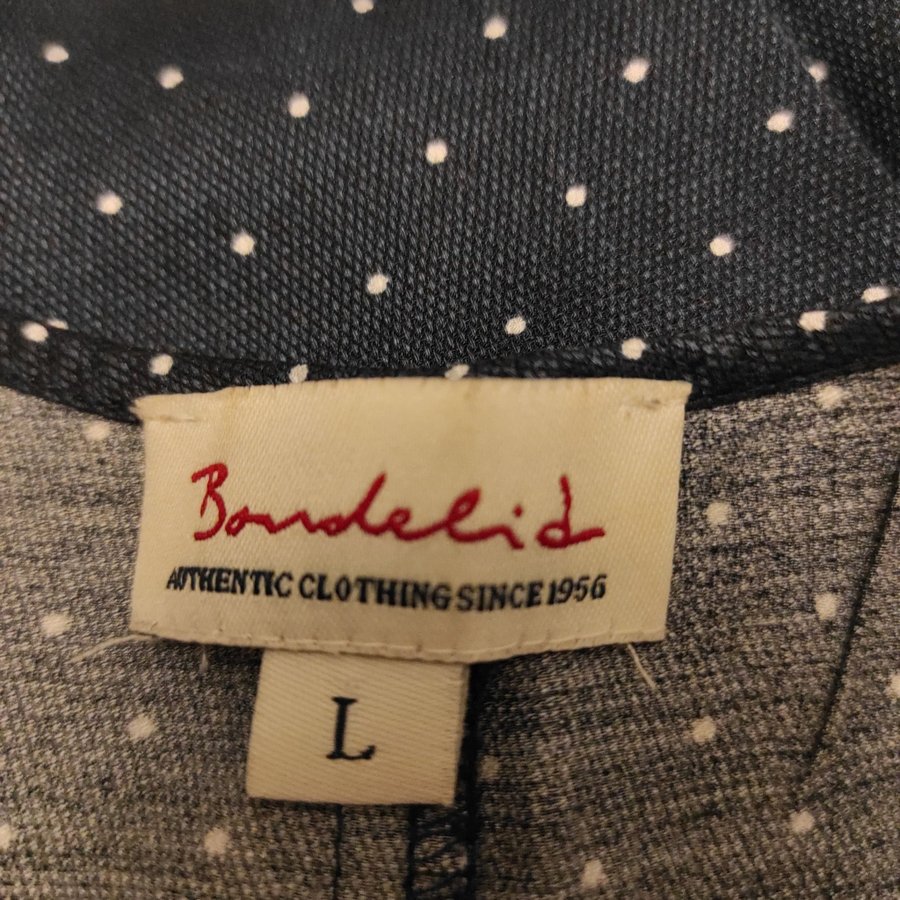 Bondelid
AUTHENTIC CLOTHING SINCE 1956
L